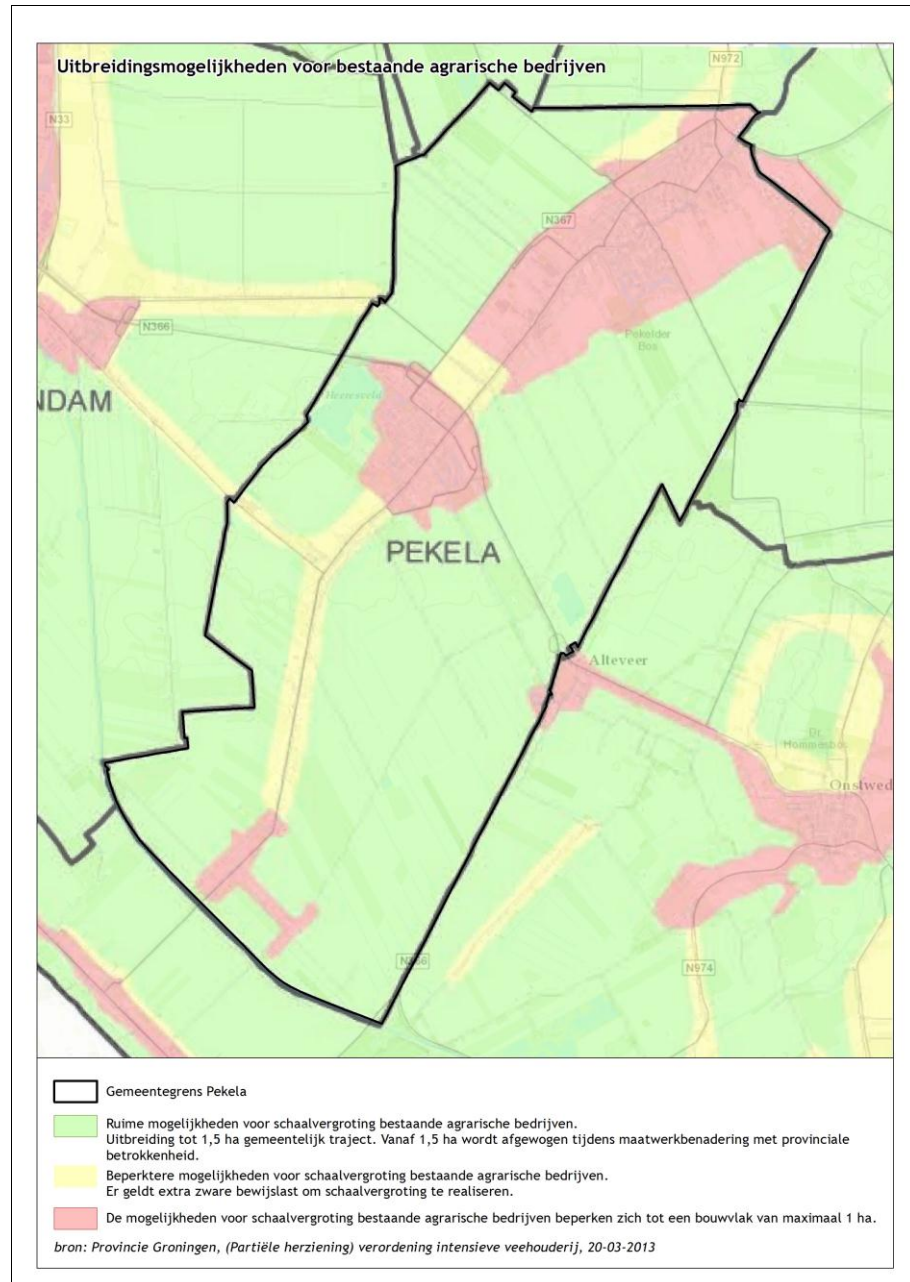 Uitbreidingsmogelijkheden voor bestaande agrarische bedrijven
N972
N33
N367
N366
Pekelder
Bos
NDAM
Heeresveld
PEKELA
Alteveer
Dr.
Hommesbos
Onstwed
N366
N974
Gemeentegrens Pekela
Ruime mogelijkheden voor schaalvergroting bestaande agrarische bedrijven.
Uitbreiding tot 1,5 ha gemeentelijk traject. Vanaf 1,5 ha wordt afgewogen tijdens maatwerkbenadering met provinciale
betrokkenheid.
Beperktere mogelijkheden voor schaalvergroting bestaande agrarische bedrijven.
Er geldt extra zware bewijslast om schaalvergroting te realiseren.
De mogelijkheden voor schaalvergroting bestaande agrarische bedrijven beperken zich tot een bouwvlak van maximaal 1 ha.
bron: Provincie Groningen, (Partiële herziening) verordening intensieve veehouderij, 20-03-2013